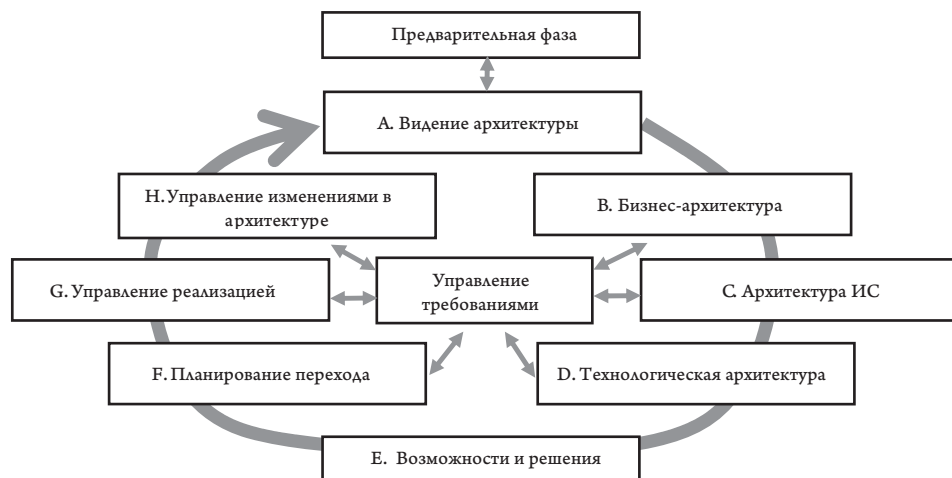 Предварительная фаза
A. Видение архитектуры
H. Управление изменениями в
архитектуре
B. Бизнес-архитектура
G. Управление реализацией
Управление
требованиями
C. Архитектура ИС
F. Планирование перехода
D. Технологическая архитектура
E. Возможности и решения